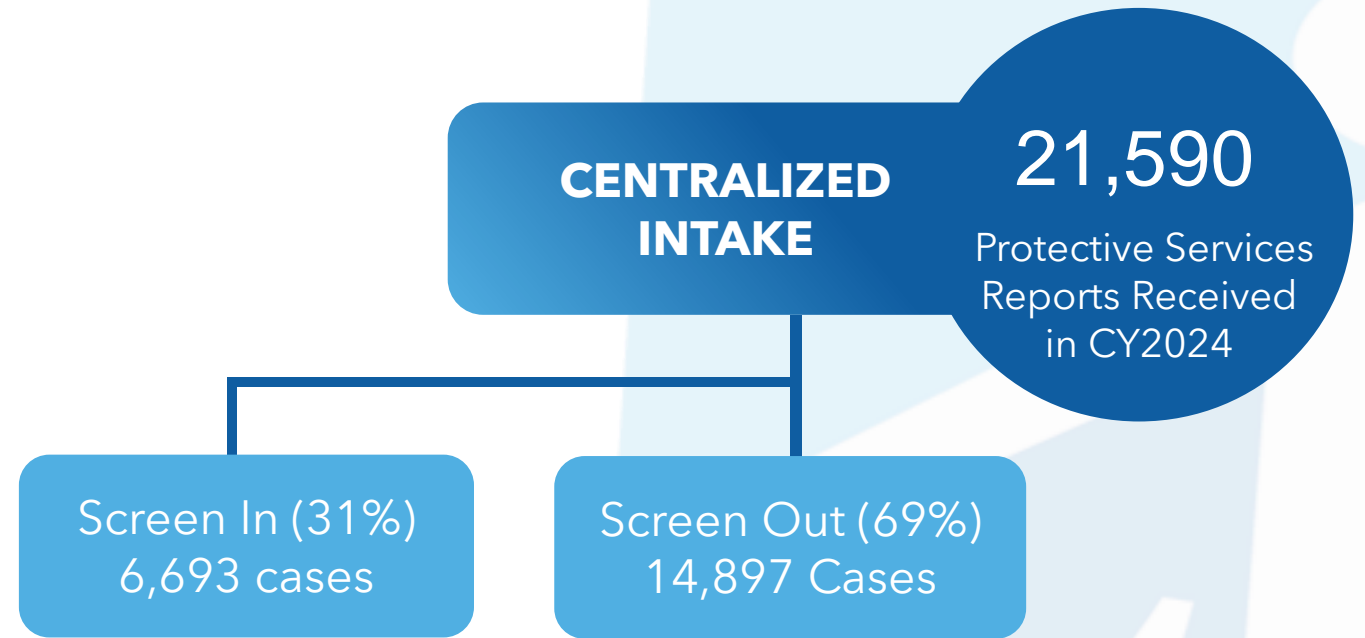 CENTRALIZED
INTAKE
21,590
Protective Services
Reports Received
in CY2024
Screen In (31%)
6,693 cases
Screen Out (69%)
14,897 Cases